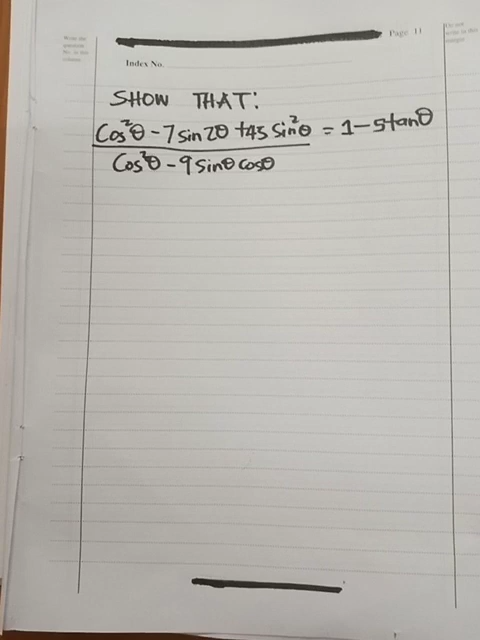 Page 11
Index No.
SHOW THAT:
Cos²θ - 7 sin 2θ + 45 sin²θ = 1 - 5tanθ
Cos²θ - 9 sinθ cosθ